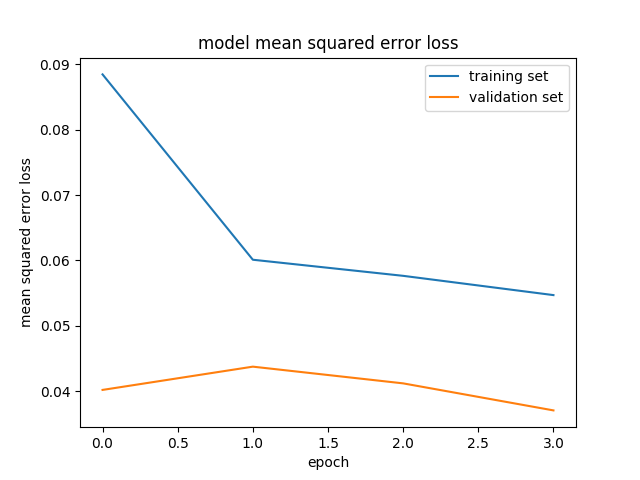 model mean squared error loss
training set
validation set
0.09
0.08
0.07
0.06
0.05
0.04
mean squared error loss
0.0 0.5 1.0 1.5 2.0 2.5 3.0
epoch